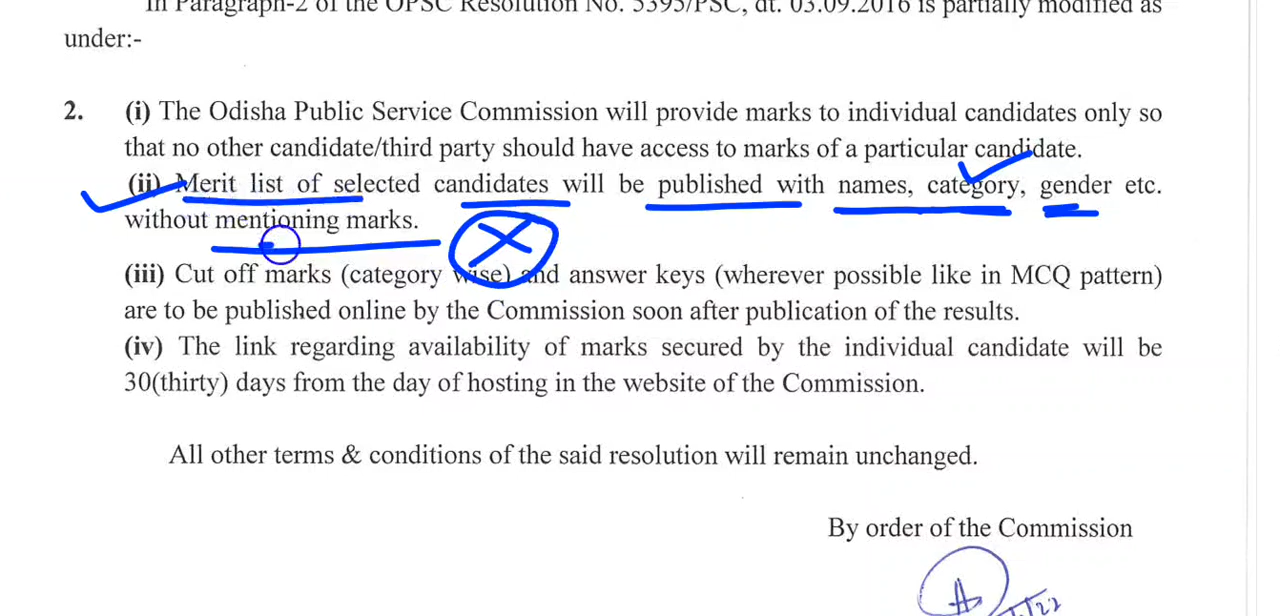 In Paragraph-2 of the OPSC Resolution No. 5395/PSC, dt. 03.09.2016 is partially modified as
under:-
2. (i) The Odisha Public Service Commission will provide marks to individual candidates only so
that no other candidate/third party should have access to marks of a particular candidate.
(ii) Merit list of selected candidates will be published with names, category, gender etc.
without mentioning marks.
(iii) Cut off marks (category wise) and answer keys (wherever possible like in MCQ pattern)
are to be published online by the Commission soon after publication of the results.
(iv) The link regarding availability of marks secured by the individual candidate will be
30(thirty) days from the day of hosting in the website of the Commission.
All other terms & conditions of the said resolution will remain unchanged.
By order of the Commission